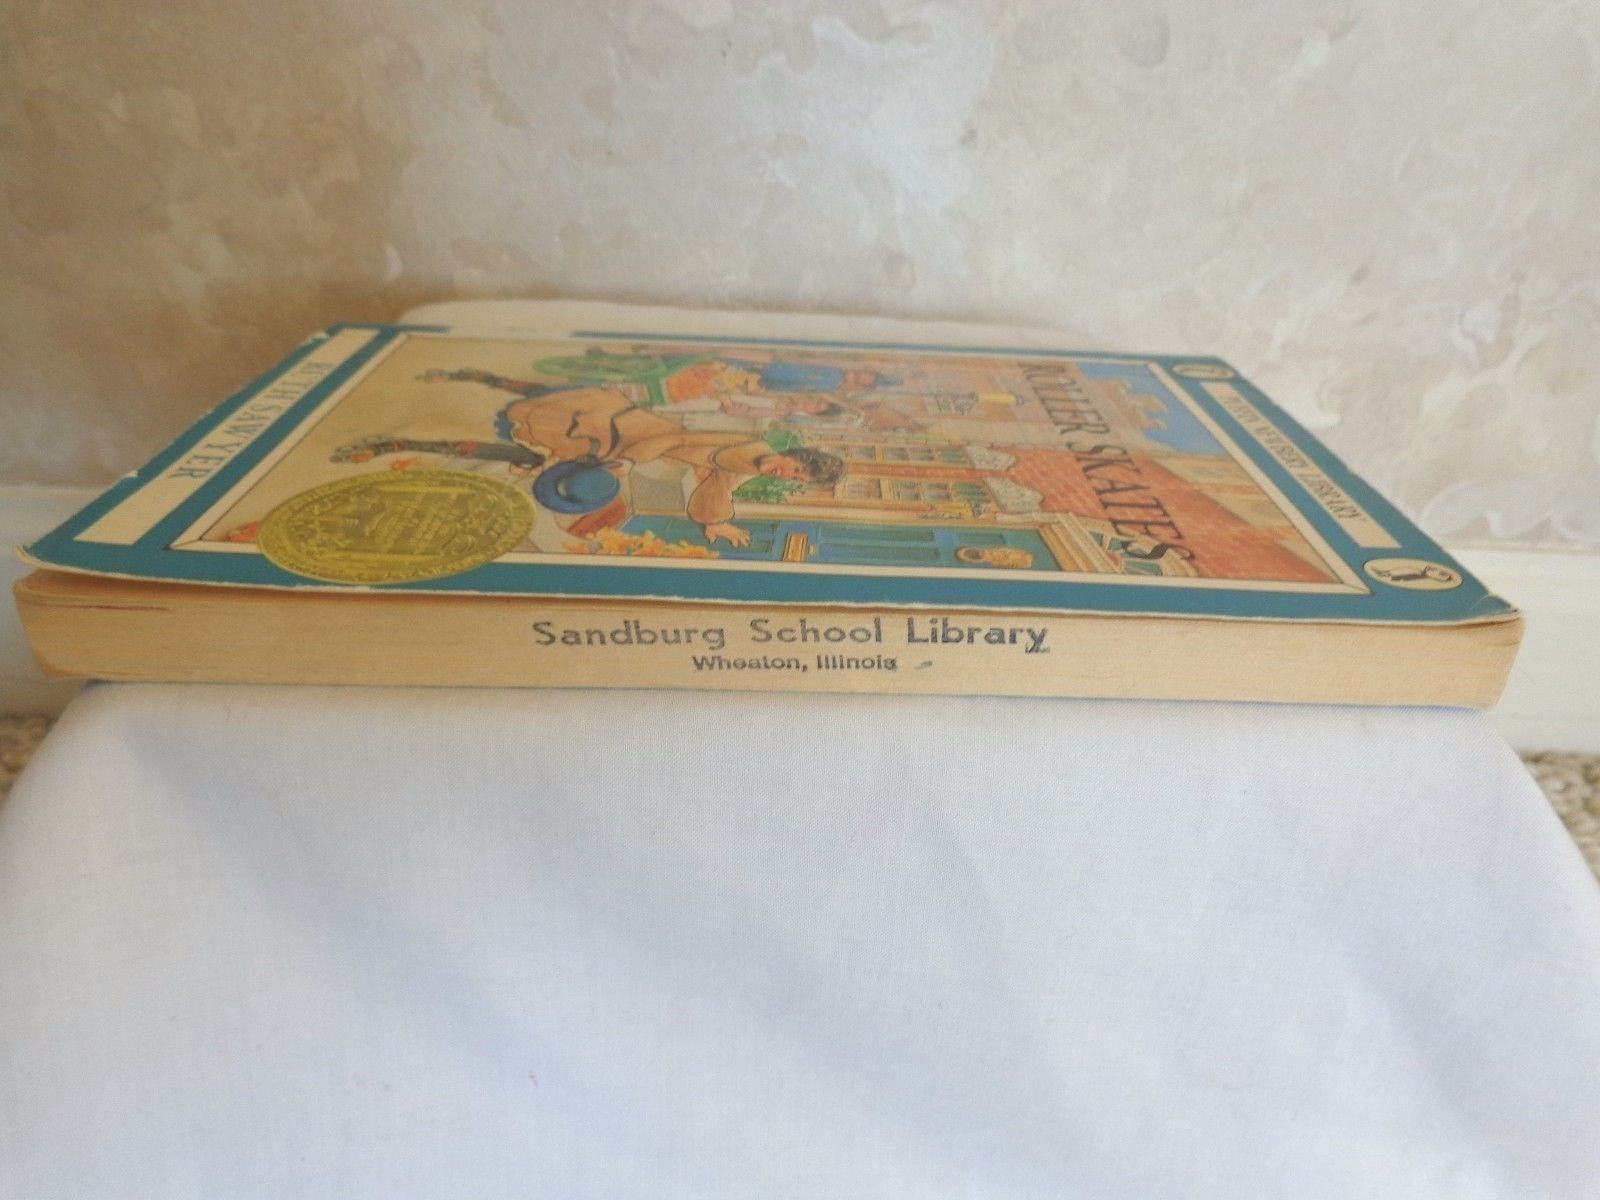 PUFFIN NEWBERY LIBRARY
ROLLER SKATES
RUTH SAWYER
Sandburg School Library
Wheaton, Illinois